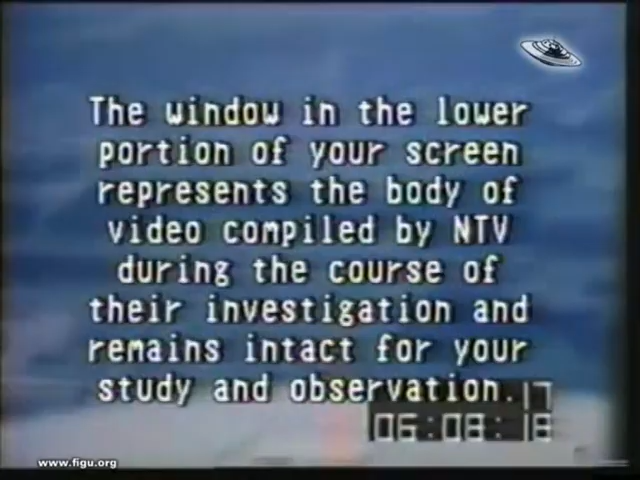 The window in the lower
portion of your screen
represents the body of
video compiled by NTV
during the course of
their investigation and
remains intact for your
study and observation.
17
06:08:18
www.figu.org